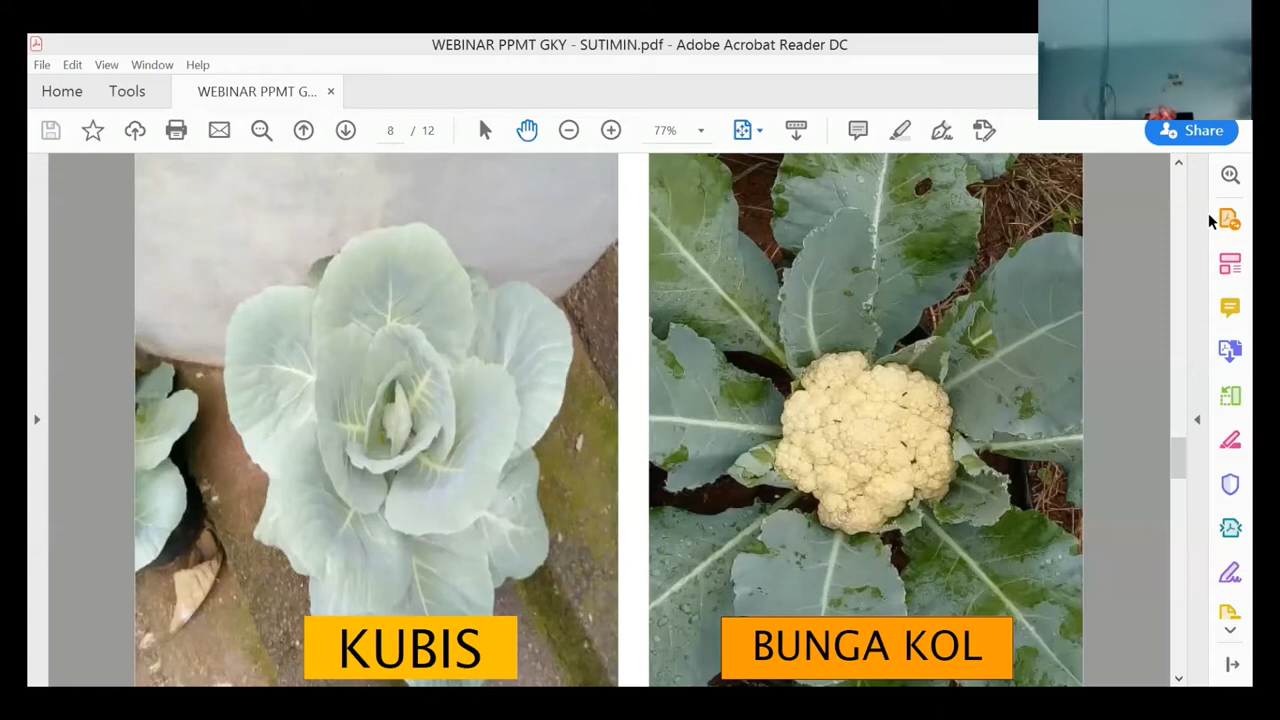 WEBINAR PPMT GKY - SUTIMIN.pdf - Adobe Acrobat Reader DC
File Edit View Window Help
Home Tools WEBINAR PPMT G... ×
8 / 12 77% Share
KUBIS
BUNGA KOL